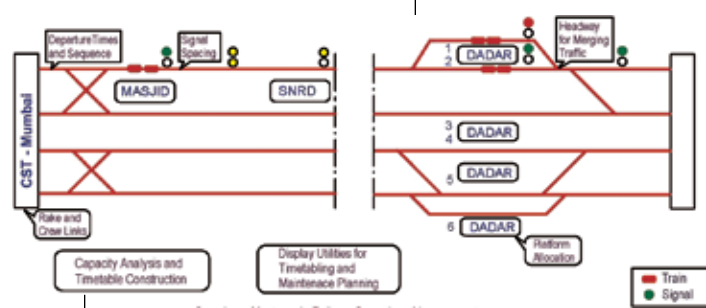 Departure Times
and Sequence
Signal
Spacing
Headway
for Merging
Traffic
1
2
DADAR
MASJID
SNRD
CST - Mumbai
3
4
DADAR
5
DADAR
6
DADAR
Rake and
Crew Links
Platform
Allocation
Capacity Analysis and
Timetable Construction
Display Utilities for
Timetabling and
Maintenace Planning
Train
Signal